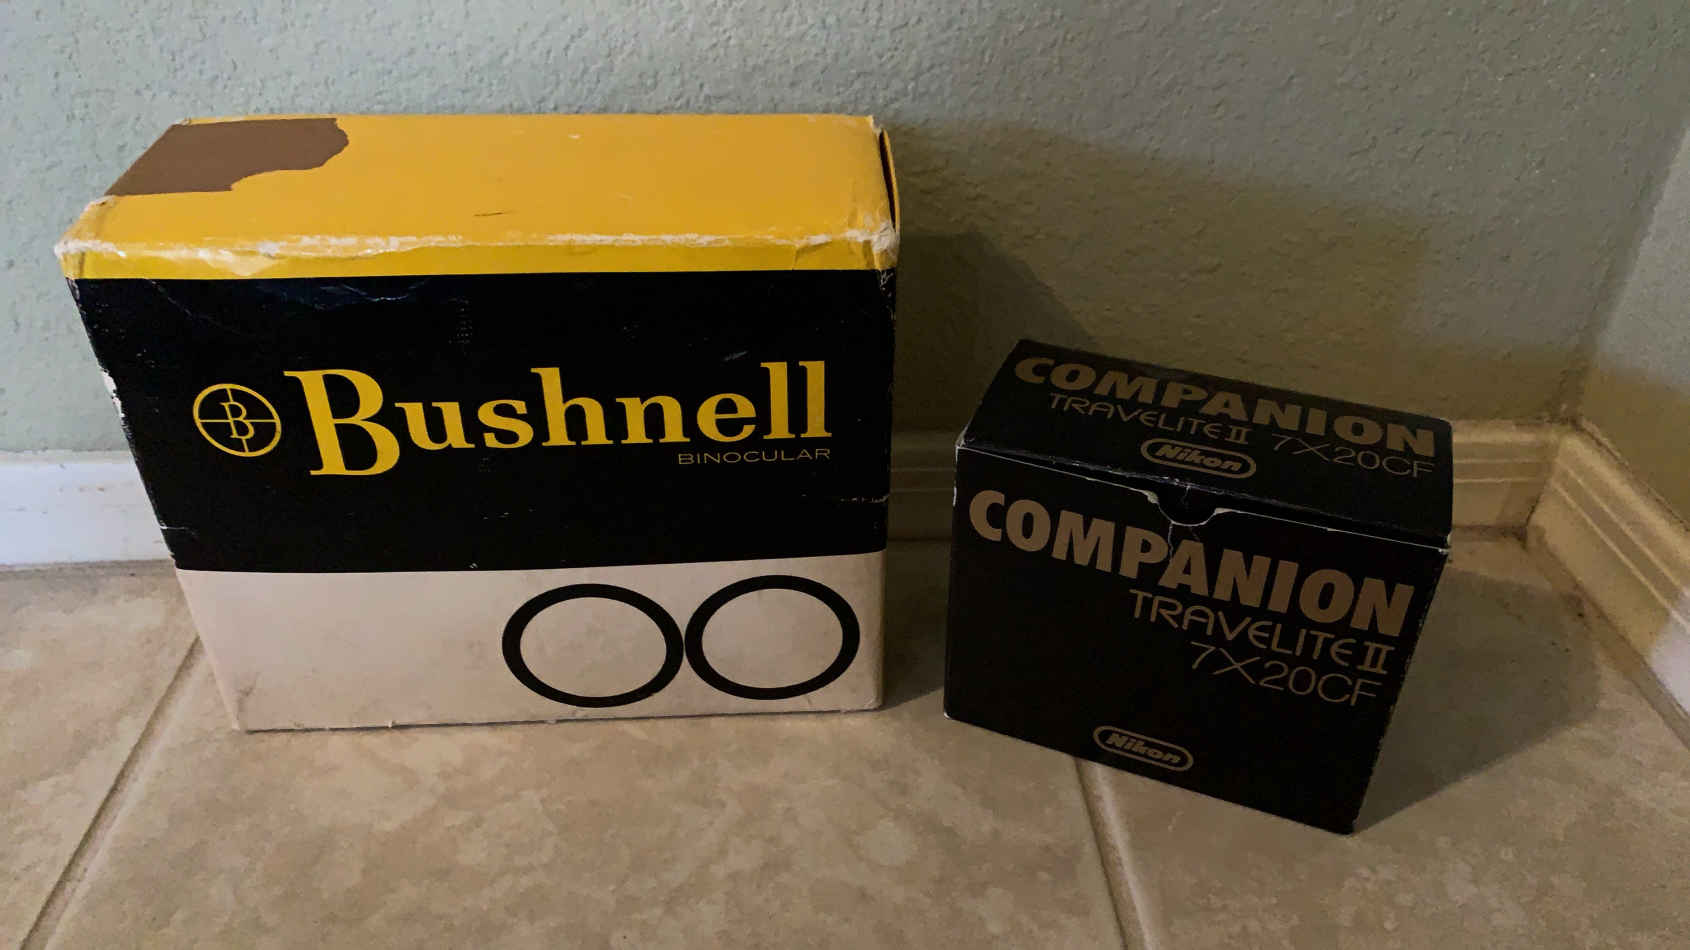 B
Bushnell
BINOCULAR
COMPANION
TRAVELITE II 7X20CF
Nikon
COMPANION
TRAVELITE II
7X20CF
Nikon